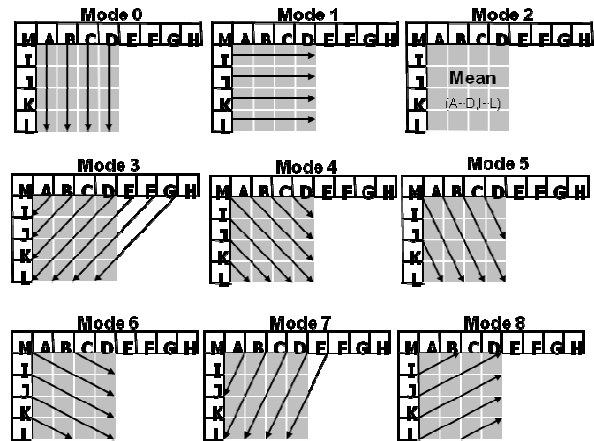 Mode 0 Mode 1 Mode 2
M A B C D E F G H M A B C D E F G H M A B C D E F G H
I I I
J J J Mean
K K K (A~D,I~L)
L L L
Mode 3 Mode 4 Mode 5
M A B C D E F G H M A B C D E F G H M A B C D E F G H
I I I
J J J
K K K
L L L
Mode 6 Mode 7 Mode 8
M A B C D E F G H M A B C D E F G H M A B C D E F G H
I I I
J J J
K K K
L L L